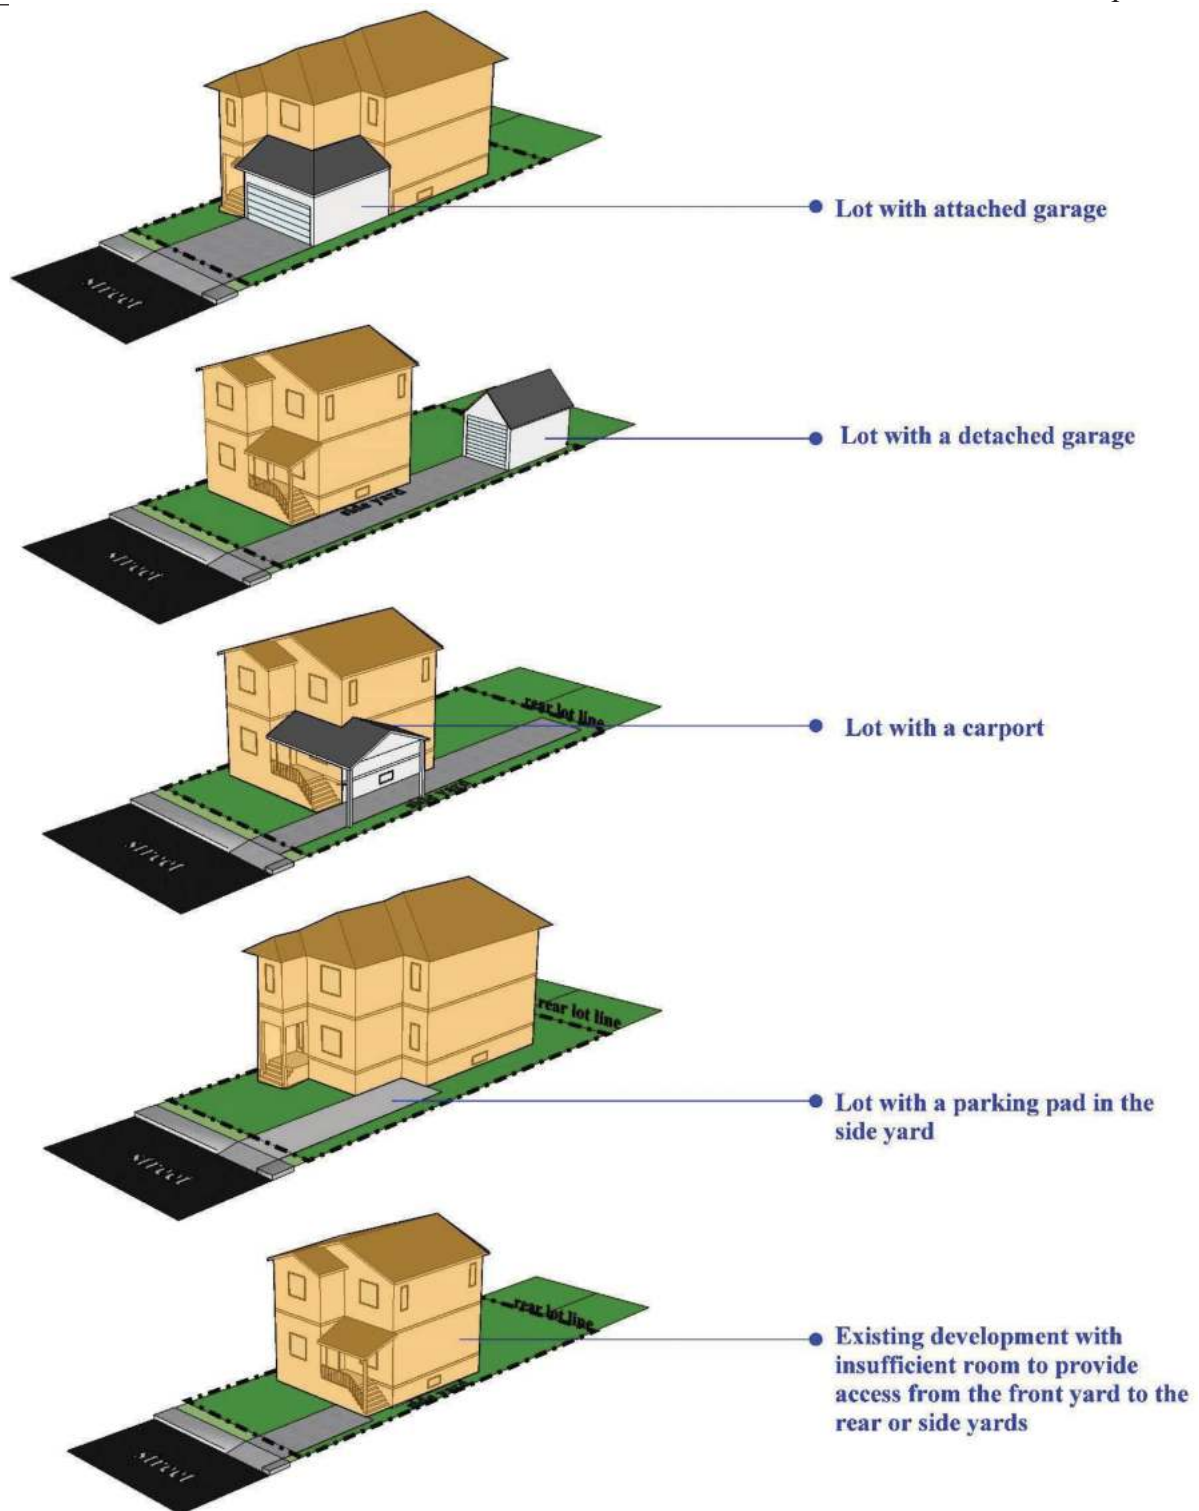 Lot with attached garage
street
Lot with a detached garage
side yard
street
rear lot line
Lot with a carport
street
rear lot line
Lot with a parking pad in the
side yard
street
rear lot line
Existing development with
insufficient room to provide
access from the front yard to the
rear or side yards
street